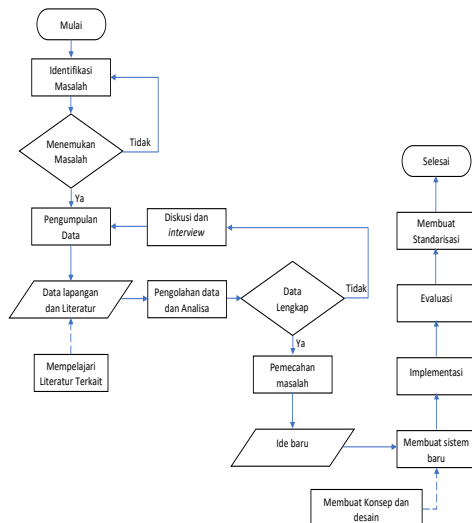 Mulai
Identifikasi
Masalah
Tidak
Menemukan
Masalah
Ya
Pengumpulan
Data
Diskusi dan
interview
Data lapangan
dan Literatur
Pengolahan data
dan Analisa
Data
Lengkap
Tidak
Ya
Mempelajari
Literatur Terkait
Pemecahan
masalah
Ide baru
Membuat Konsep dan
desain
Membuat sistem
baru
Implementasi
Evaluasi
Membuat
Standarisasi
Selesai